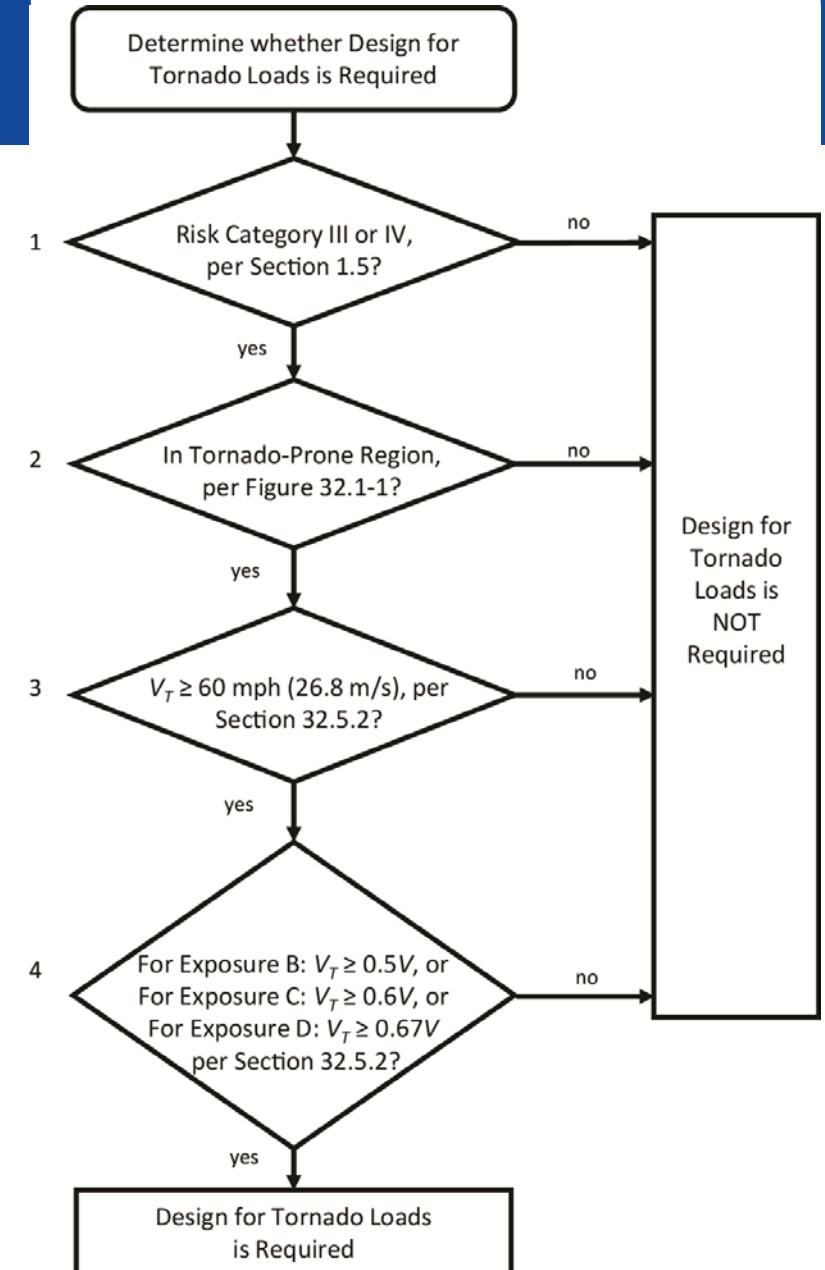 Determine whether Design for
Tornado Loads is Required
1
Risk Category III or IV,
per Section 1.5?
no
yes
2
In Tornado-Prone Region,
per Figure 32.1-1?
no
yes
Design for
Tornado
Loads is
NOT
Required
3
V_T ≥ 60 mph (26.8 m/s), per
Section 32.5.2?
no
yes
4
For Exposure B: V_T ≥ 0.5V, or
For Exposure C: V_T ≥ 0.6V, or
For Exposure D: V_T ≥ 0.67V
per Section 32.5.2?
no
yes
Design for Tornado Loads
is Required